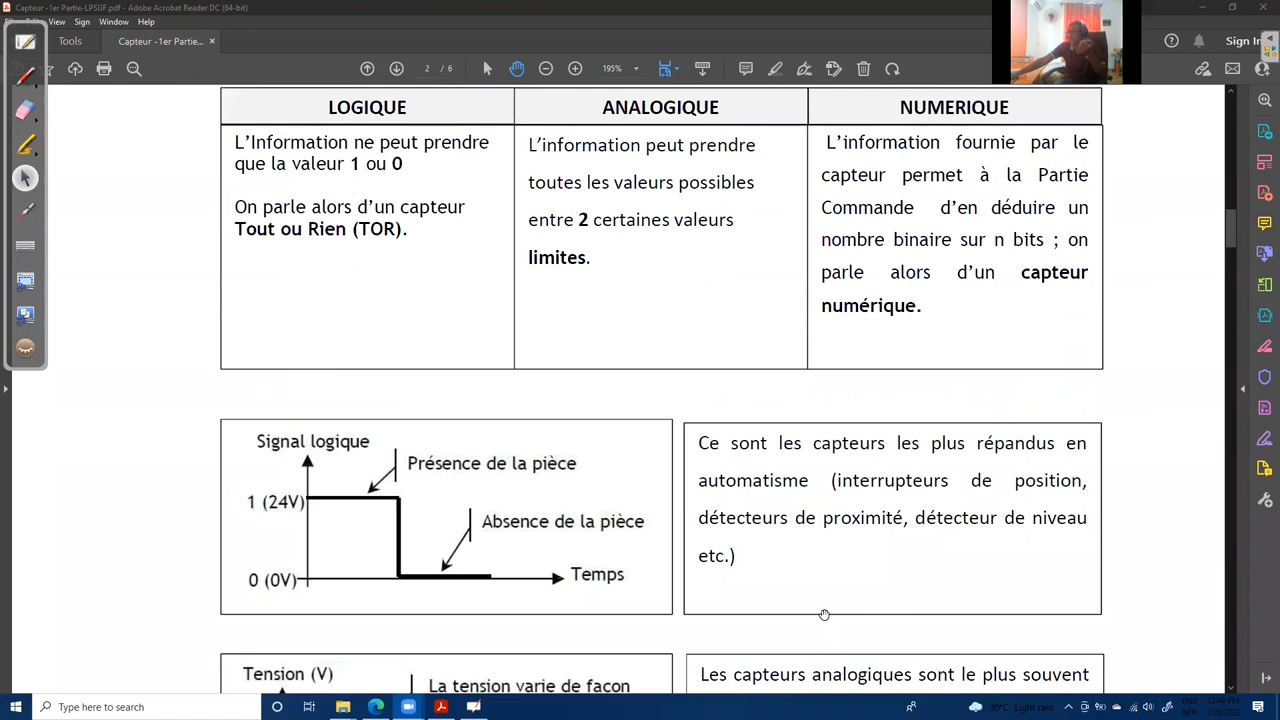 Capteur -1er Partie-LPSGF.pdf - Adobe Acrobat Reader DC (64-bit)
View Sign Window Help
Tools Capteur -1er Partie... × Sign In
2 / 6 195%
LOGIQUE
L'Information ne peut prendre
que la valeur 1 ou 0
On parle alors d'un capteur
Tout ou Rien (TOR).
ANALOGIQUE
L'information peut prendre
toutes les valeurs possibles
entre 2 certaines valeurs
limites.
NUMERIQUE
L'information fournie par le
capteur permet à la Partie
Commande d'en déduire un
nombre binaire sur n bits ; on
parle alors d'un capteur
numérique.
Signal logique
Présence de la pièce
1 (24V)
Absence de la pièce
0 (0V)
Temps
Ce sont les capteurs les plus répandus en
automatisme (interrupteurs de position,
détecteurs de proximité, détecteur de niveau
etc.)
Tension (V)
La tension varie de façon
Les capteurs analogiques sont le plus souvent
Type here to search
30°C Light rain
ENG
INTL